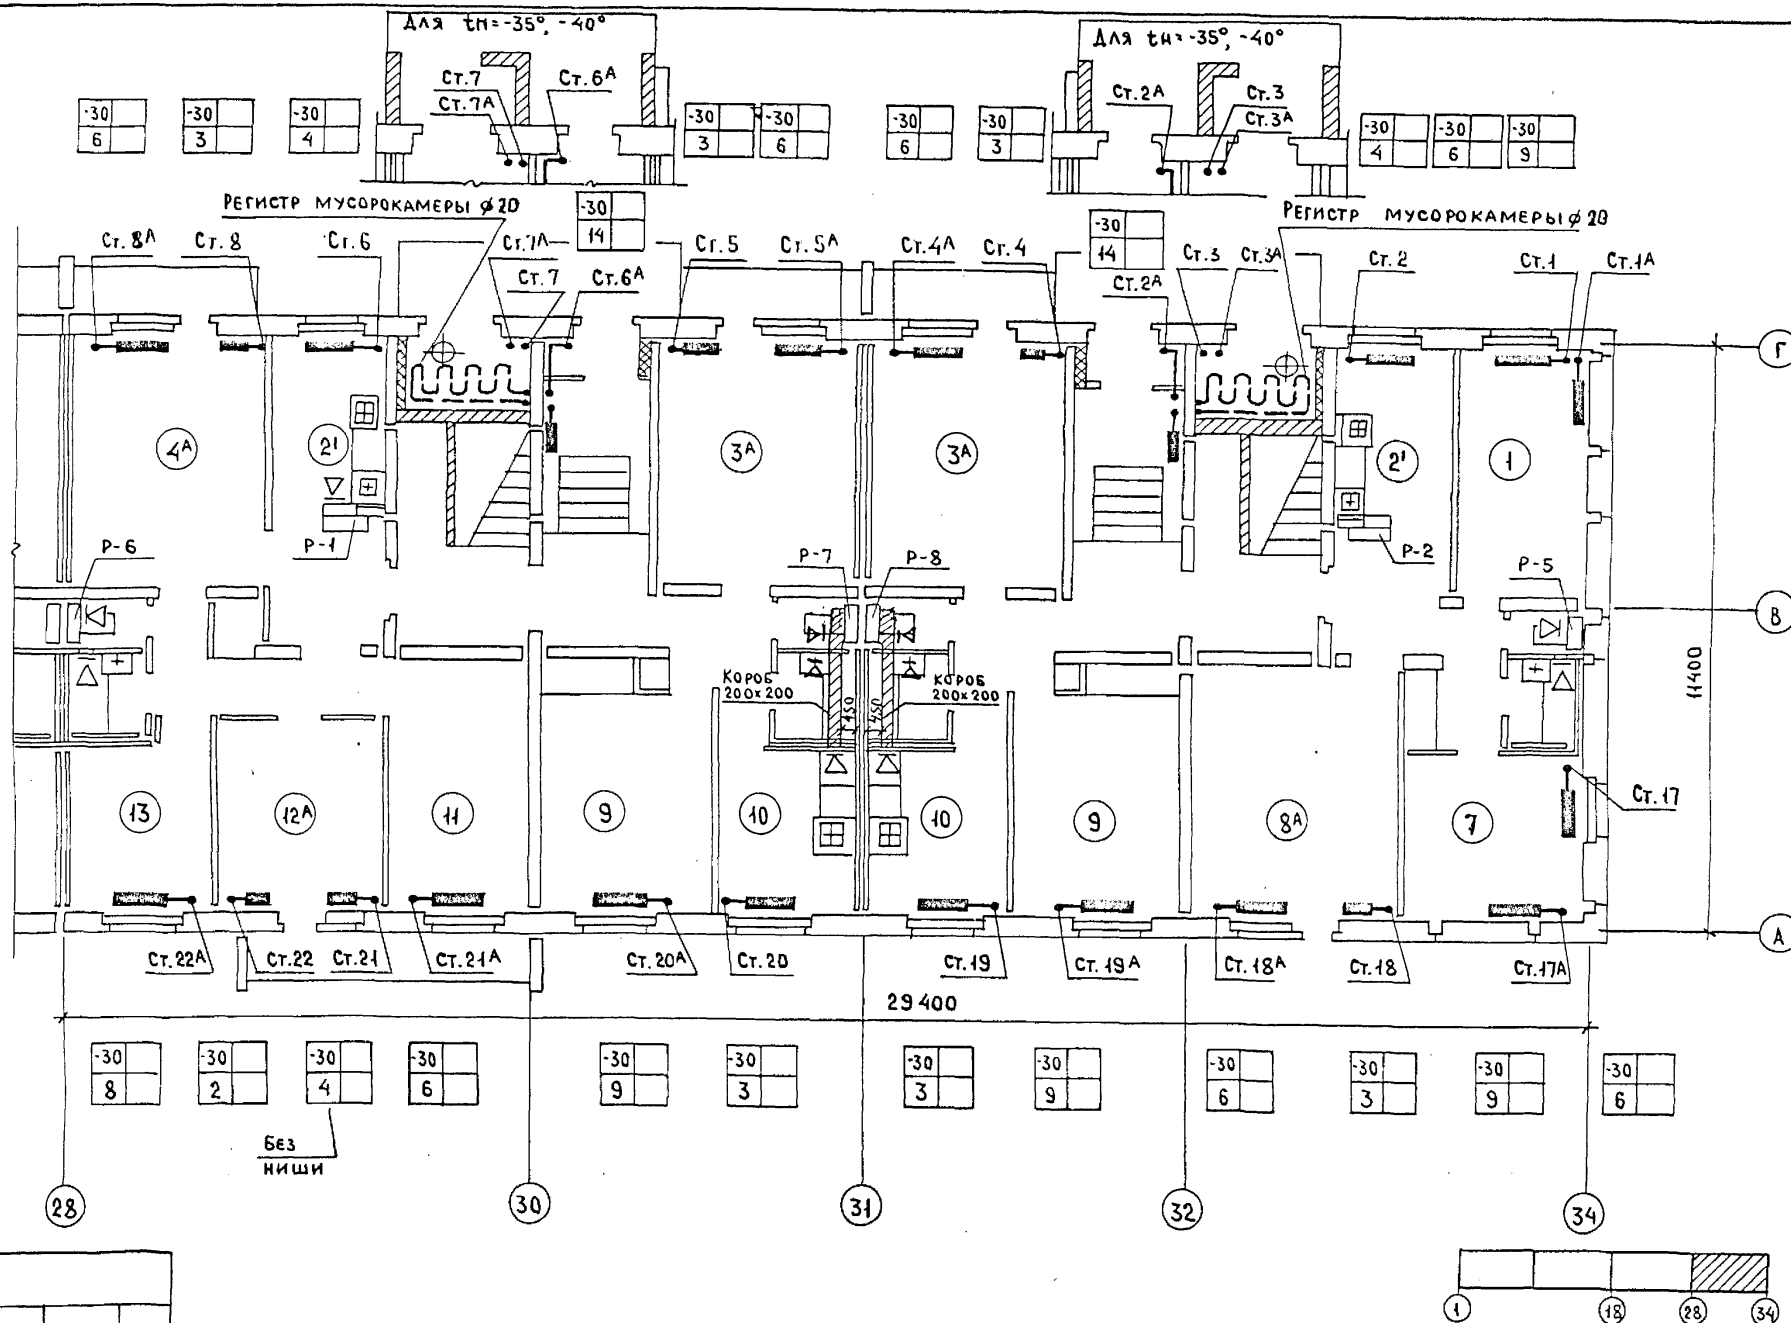 Для tн=-35°, -40°
Для tн=-35°, -40°
Ст.7
Ст.6А
Ст.7А
Ст.2А
Ст.3
Ст.3А
-30
6
-30
3
-30
4
-30
3
-30
6
-30
6
-30
3
-30
4
-30
6
-30
9
Регистр мусорокамеры ø20
-30
14
-30
14
Регистр мусорокамеры ø20
Ст.8А
Ст.8
Ст.6
Ст.7А
Ст.7
Ст.6А
Ст.5
Ст.5А
Ст.4А
Ст.4
Ст.2А
Ст.3
Ст.3А
Ст.2
Ст.1
Ст.1А
Г
4А
2'
3А
3А
2'
1
Р-6
Р-1
Р-7
Р-8
Р-2
Р-5
В
11400
Короб
200х200
450
450
Короб
200х200
Ст.17
13
12А
11
9
10
10
9
8А
7
А
Ст.22А
Ст.22
Ст.21
Ст.21А
Ст.20А
Ст.20
Ст.19
Ст.19А
Ст.18А
Ст.18
Ст.17А
29400
-30
8
-30
2
-30
4
-30
6
-30
9
-30
3
-30
3
-30
9
-30
6
-30
3
-30
9
-30
6
Без
ниши
28
30
31
32
34
1
18
28
34